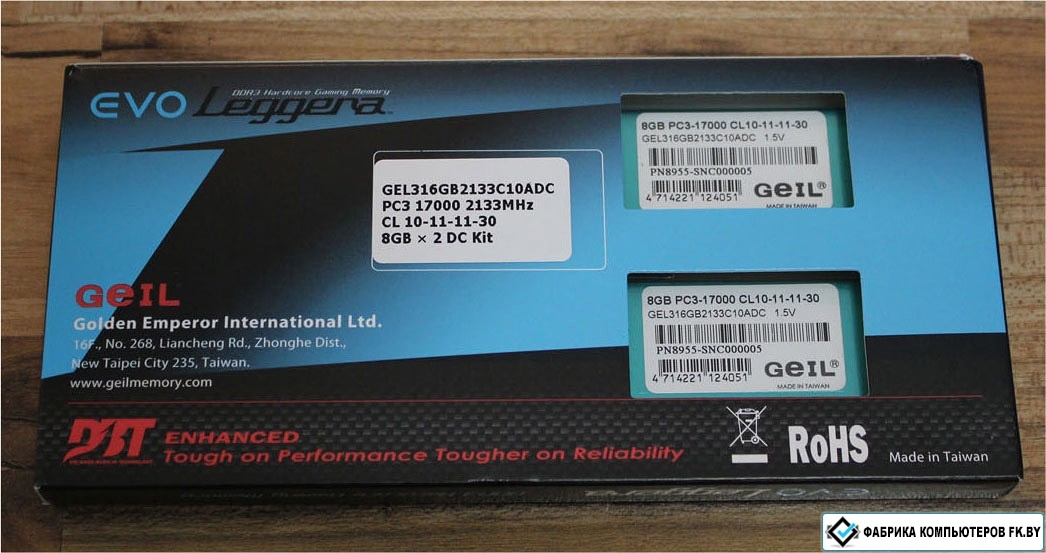 DDR3 Hardcore Gaming Memory
EVO Leggera™
GEL316GB2133C10ADC
PC3 17000 2133MHz
CL 10-11-11-30
8GB × 2 DC Kit
8GB PC3-17000 CL10-11-11-30
GEL316GB2133C10ADC 1.5V
PN8955-SNC000005
4 714221 124051
GeIL®
MADE IN TAIWAN
8GB PC3-17000 CL10-11-11-30
GEL316GB2133C10ADC 1.5V
PN8955-SNC000005
4 714221 124051
GeIL®
MADE IN TAIWAN
GeIL
Golden Emperor International Ltd.
16F., No. 268, Liancheng Rd., Zhonghe Dist.,
New Taipei City 235, Taiwan.
www.geilmemory.com
DBT
ENHANCED
Tough on Performance Tougher on Reliability
RoHS
Made in Taiwan
EVO Leggera
ФАБРИКА КОМПЬЮТЕРОВ FK.BY